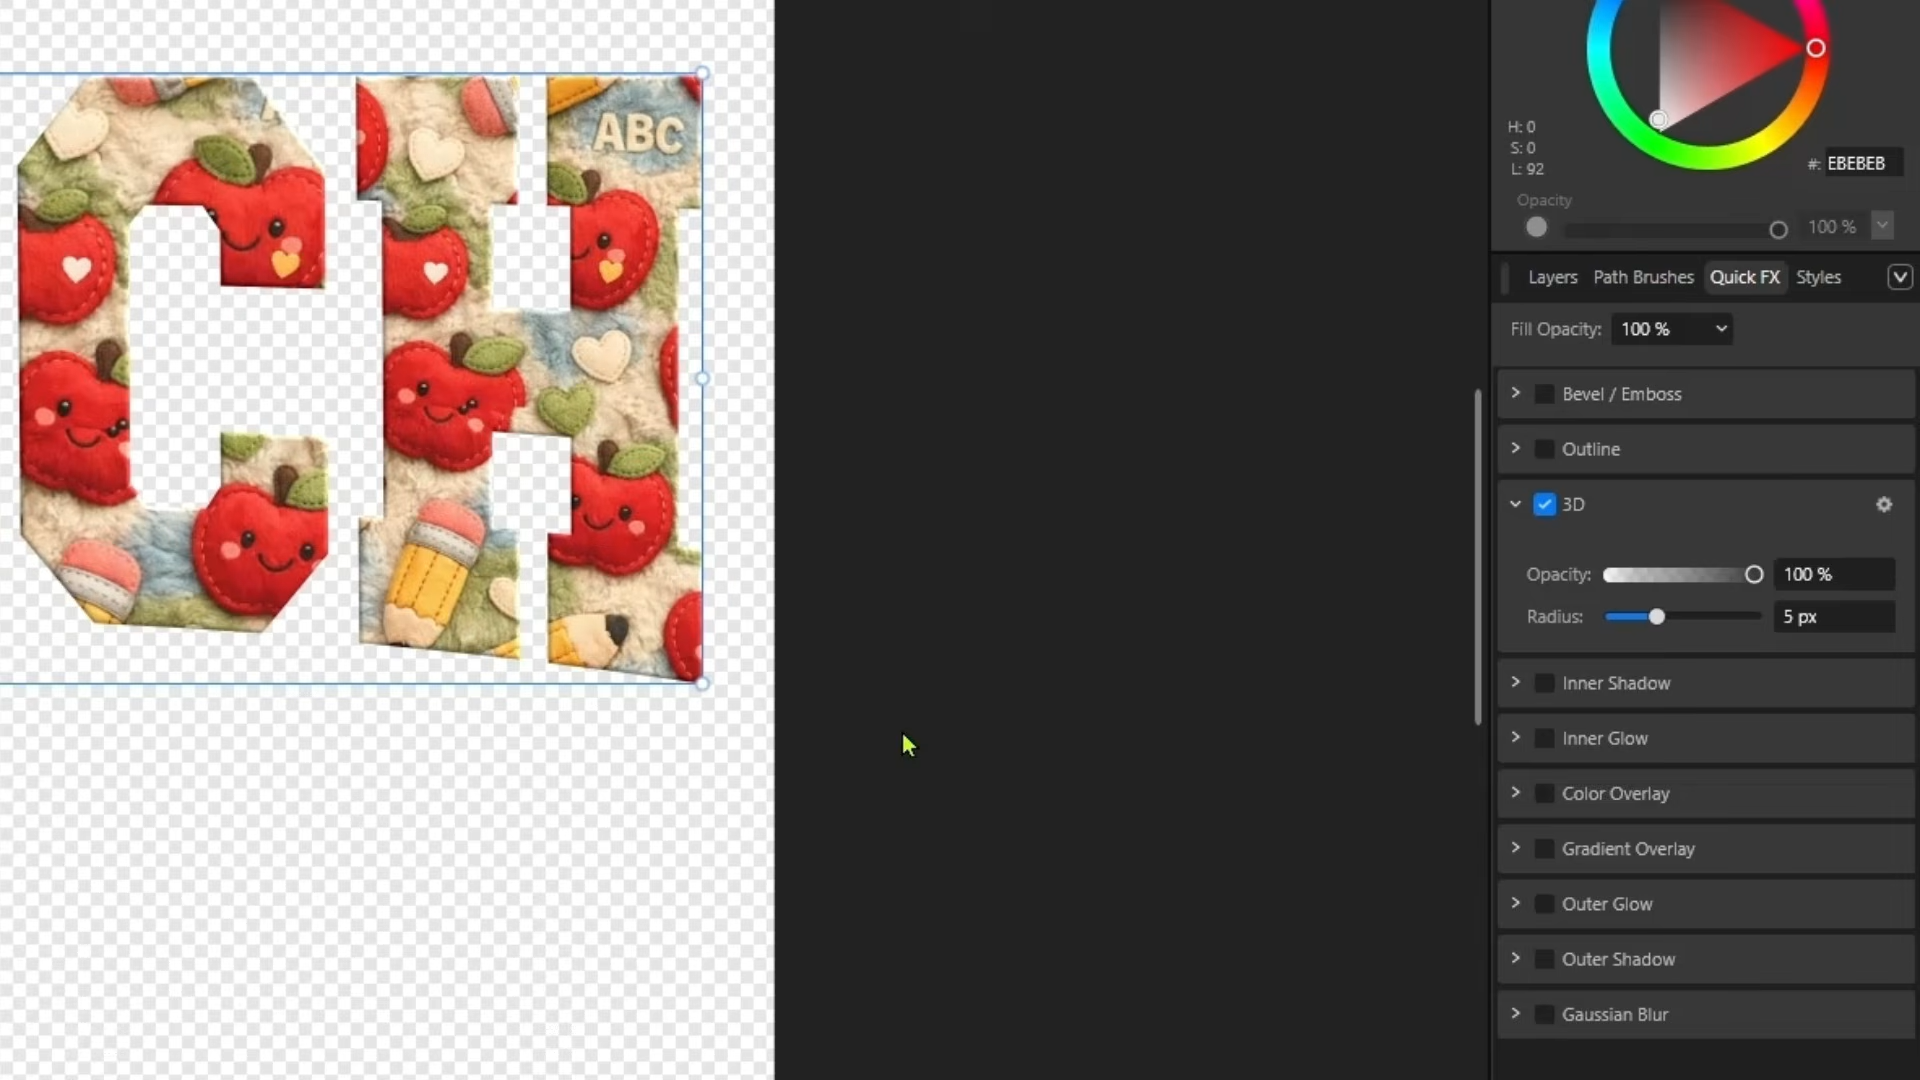 CH
ABC
H: 0
S: 0
L: 92
#: EBEBEB
Opacity
100 %
Layers Path Brushes Quick FX Styles
Fill Opacity: 100 %
Bevel / Emboss
Outline
3D
Opacity: 100 %
Radius: 5 px
Inner Shadow
Inner Glow
Color Overlay
Gradient Overlay
Outer Glow
Outer Shadow
Gaussian Blur